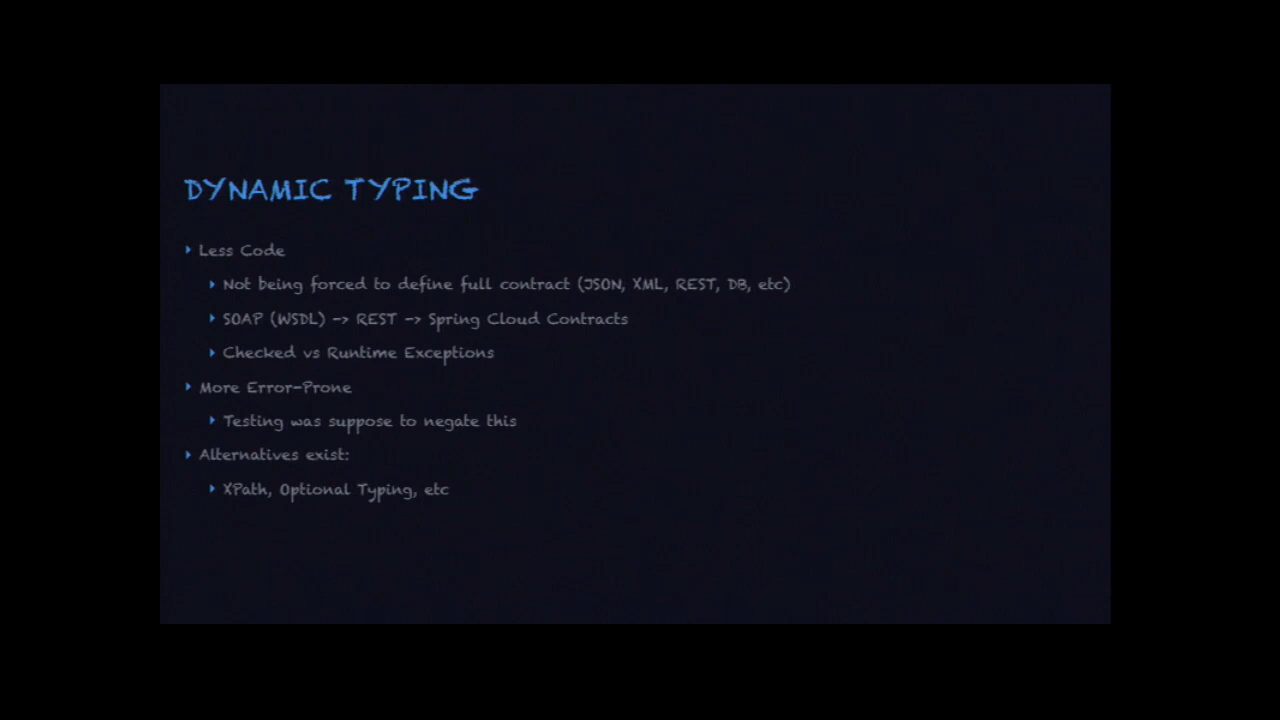 DYNAMIC TYPING
Less Code
Not being forced to define full contract (JSON, XML, REST, DB, etc)
SOAP (WSDL) -> REST -> Spring Cloud Contracts
Checked vs Runtime Exceptions
More Error-Prone
Testing was suppose to negate this
Alternatives exist:
XPath, Optional Typing, etc